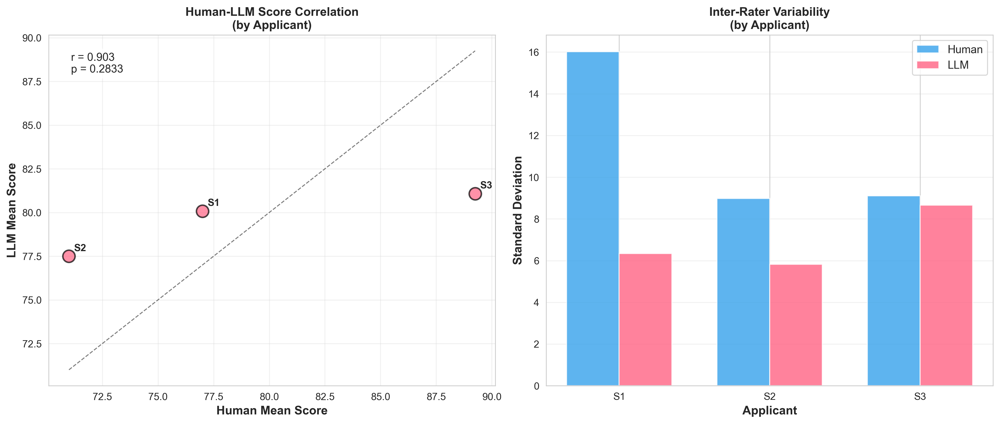 Human-LLM Score Correlation
(by Applicant)
r = 0.903
p = 0.2833
90.0
87.5
85.0
82.5
80.0
77.5
75.0
72.5
LLM Mean Score
S2
S1
S3
72.5 75.0 77.5 80.0 82.5 85.0 87.5 90.0
Human Mean Score
Inter-Rater Variability
(by Applicant)
Human
LLM
16
14
12
10
8
6
4
2
0
Standard Deviation
S1 S2 S3
Applicant